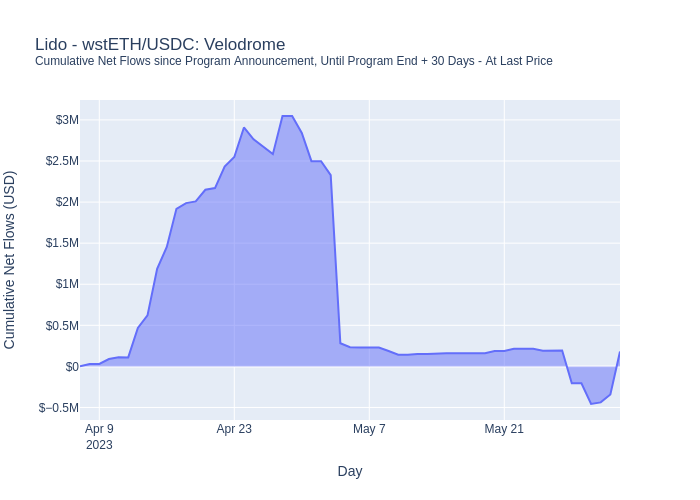 Lido - wstETH/USDC: Velodrome
Cumulative Net Flows since Program Announcement, Until Program End + 30 Days - At Last Price
Cumulative Net Flows (USD)
$3M
$2.5M
$2M
$1.5M
$1M
$0.5M
$0
$−0.5M
Apr 9
2023
Apr 23
May 7
May 21
Day